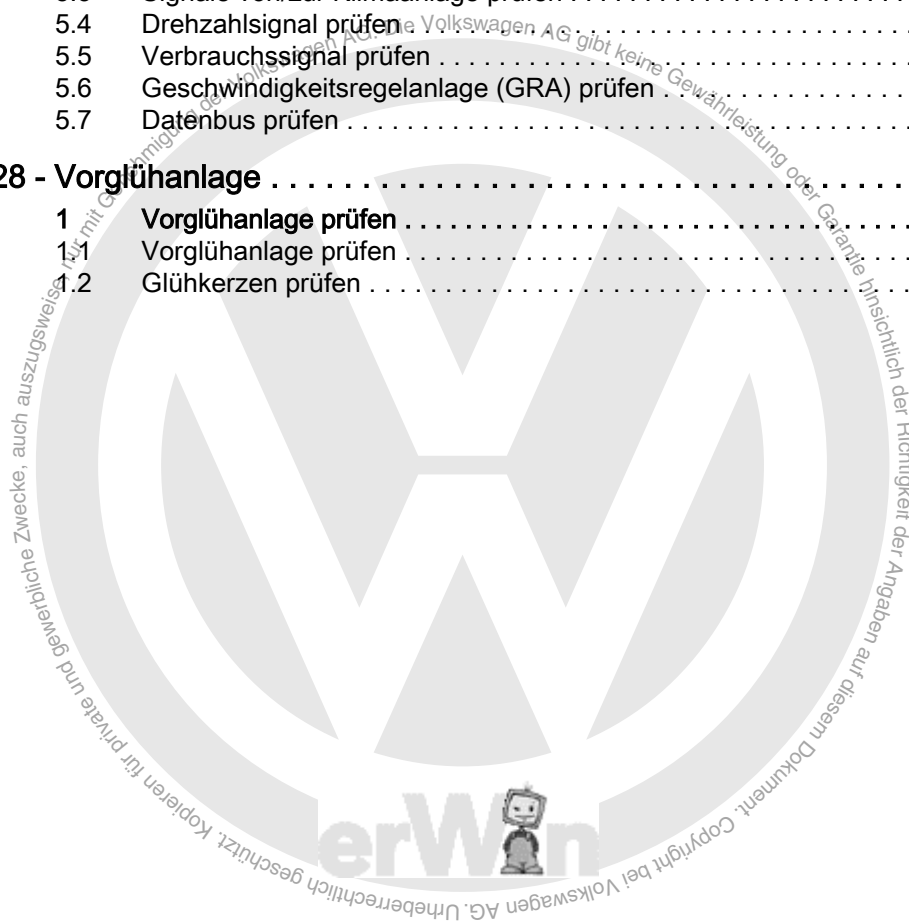 5.4 Drehzahlsignal prüfen . . . . . . . . . . . . . . . . . . . . . . . . . . .
5.5 Verbrauchssignal prüfen . . . . . . . . . . . . . . . . . . . . . . . . .
5.6 Geschwindigkeitsregelanlage (GRA) prüfen . . . . . . . . . . . . . . .
5.7 Datenbus prüfen . . . . . . . . . . . . . . . . . . . . . . . . . . . . . .
28 - Vorglühanlage . . . . . . . . . . . . . . . . . . . . . . . . . . . . . . .
1 Vorglühanlage prüfen . . . . . . . . . . . . . . . . . . . . . . . . . . .
1.1 Vorglühanlage prüfen . . . . . . . . . . . . . . . . . . . . . . . . . . .
1.2 Glühkerzen prüfen . . . . . . . . . . . . . . . . . . . . . . . . . . . . .
geschützt. Kopieren für private und gewerbliche Zwecke, auch auszugsweise, nur mit Genehmigung der Volkswagen AG. Die Volkswagen AG gibt keine Gewährleistung oder Garantie hinsichtlich der Richtigkeit der Angaben auf diesem Dokument. Copyright bei Volkswagen AG. Urheberrechtlich
erWin